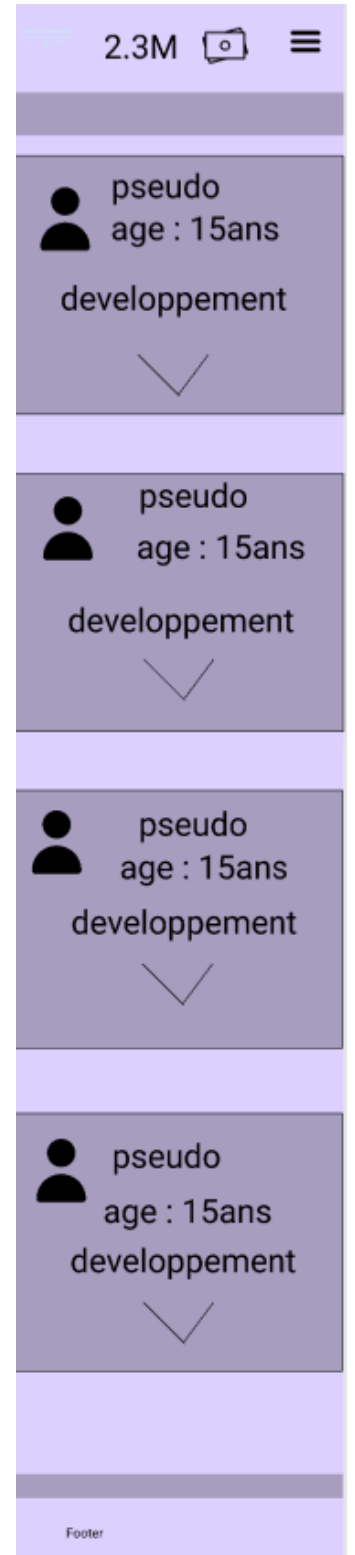 2.3M
pseudo
age : 15ans
developpement
pseudo
age : 15ans
developpement
pseudo
age : 15ans
developpement
pseudo
age : 15ans
developpement
Footer